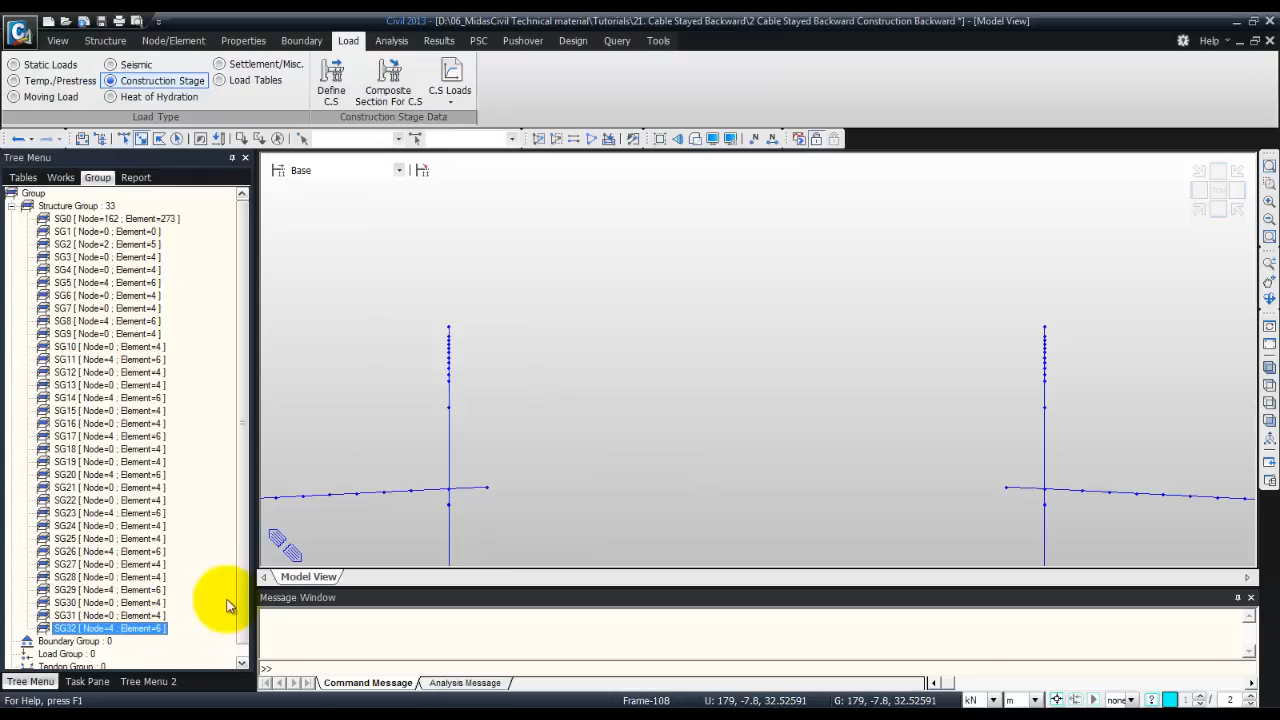 Civil 2013 - [D:\06_MidasCivil Technical material\Tutorials\21. Cable Stayed Backward\2 Cable Stayed Backward Construction Backward *] - [Model View]
View Structure Node/Element Properties Boundary Load Analysis Results PSC Pushover Design Query Tools Help
Static Loads Seismic Settlement/Misc.
Temp./Prestress Construction Stage Load Tables
Moving Load Heat of Hydration
Define C.S
Composite Section For C.S
C.S Loads
Load Type Construction Stage Data
Tree Menu
Tables Works Group Report
Base
TOP
Group
Structure Group : 33
SG0 [ Node=162 ; Element=273 ]
SG1 [ Node=0 ; Element=0 ]
SG2 [ Node=2 ; Element=5 ]
SG3 [ Node=0 ; Element=4 ]
SG4 [ Node=0 ; Element=4 ]
SG5 [ Node=4 ; Element=6 ]
SG6 [ Node=0 ; Element=4 ]
SG7 [ Node=0 ; Element=4 ]
SG8 [ Node=4 ; Element=6 ]
SG9 [ Node=0 ; Element=4 ]
SG10 [ Node=0 ; Element=4 ]
SG11 [ Node=4 ; Element=6 ]
SG12 [ Node=0 ; Element=4 ]
SG13 [ Node=0 ; Element=4 ]
SG14 [ Node=4 ; Element=6 ]
SG15 [ Node=0 ; Element=4 ]
SG16 [ Node=0 ; Element=4 ]
SG17 [ Node=4 ; Element=6 ]
SG18 [ Node=0 ; Element=4 ]
SG19 [ Node=0 ; Element=4 ]
SG20 [ Node=4 ; Element=6 ]
SG21 [ Node=0 ; Element=4 ]
SG22 [ Node=0 ; Element=4 ]
SG23 [ Node=4 ; Element=6 ]
SG24 [ Node=0 ; Element=4 ]
SG25 [ Node=0 ; Element=4 ]
SG26 [ Node=4 ; Element=6 ]
SG27 [ Node=0 ; Element=4 ]
SG28 [ Node=0 ; Element=4 ]
SG29 [ Node=4 ; Element=6 ]
SG30 [ Node=0 ; Element=4 ]
SG31 [ Node=0 ; Element=4 ]
SG32 [ Node=4 ; Element=6 ]
Boundary Group : 0
Load Group : 0
Tendon Group : 0
Model View
Message Window
>>
Tree Menu Task Pane Tree Menu 2
Command Message Analysis Message
For Help, press F1 Frame-108 U: 179, -7.8, 32.52591 G: 179, -7.8, 32.52591 kN m none ? 1 / 2